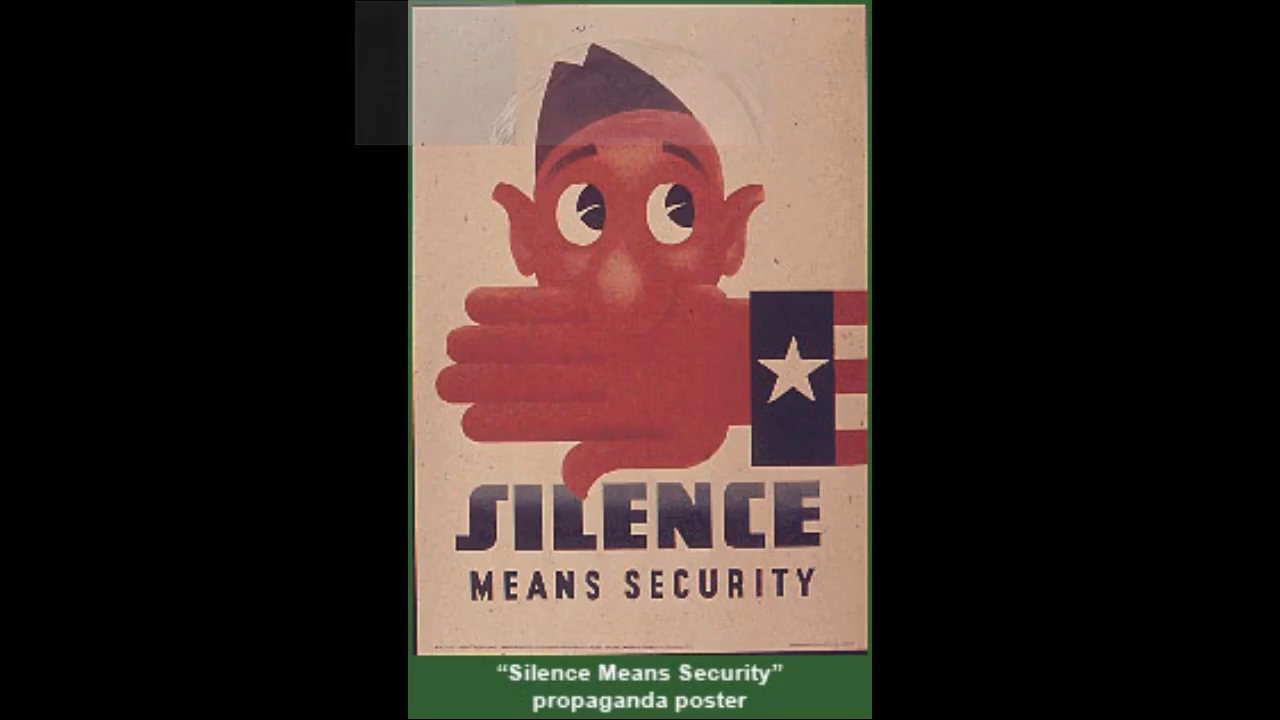 SILENCE
MEANS SECURITY
“Silence Means Security”
propaganda poster